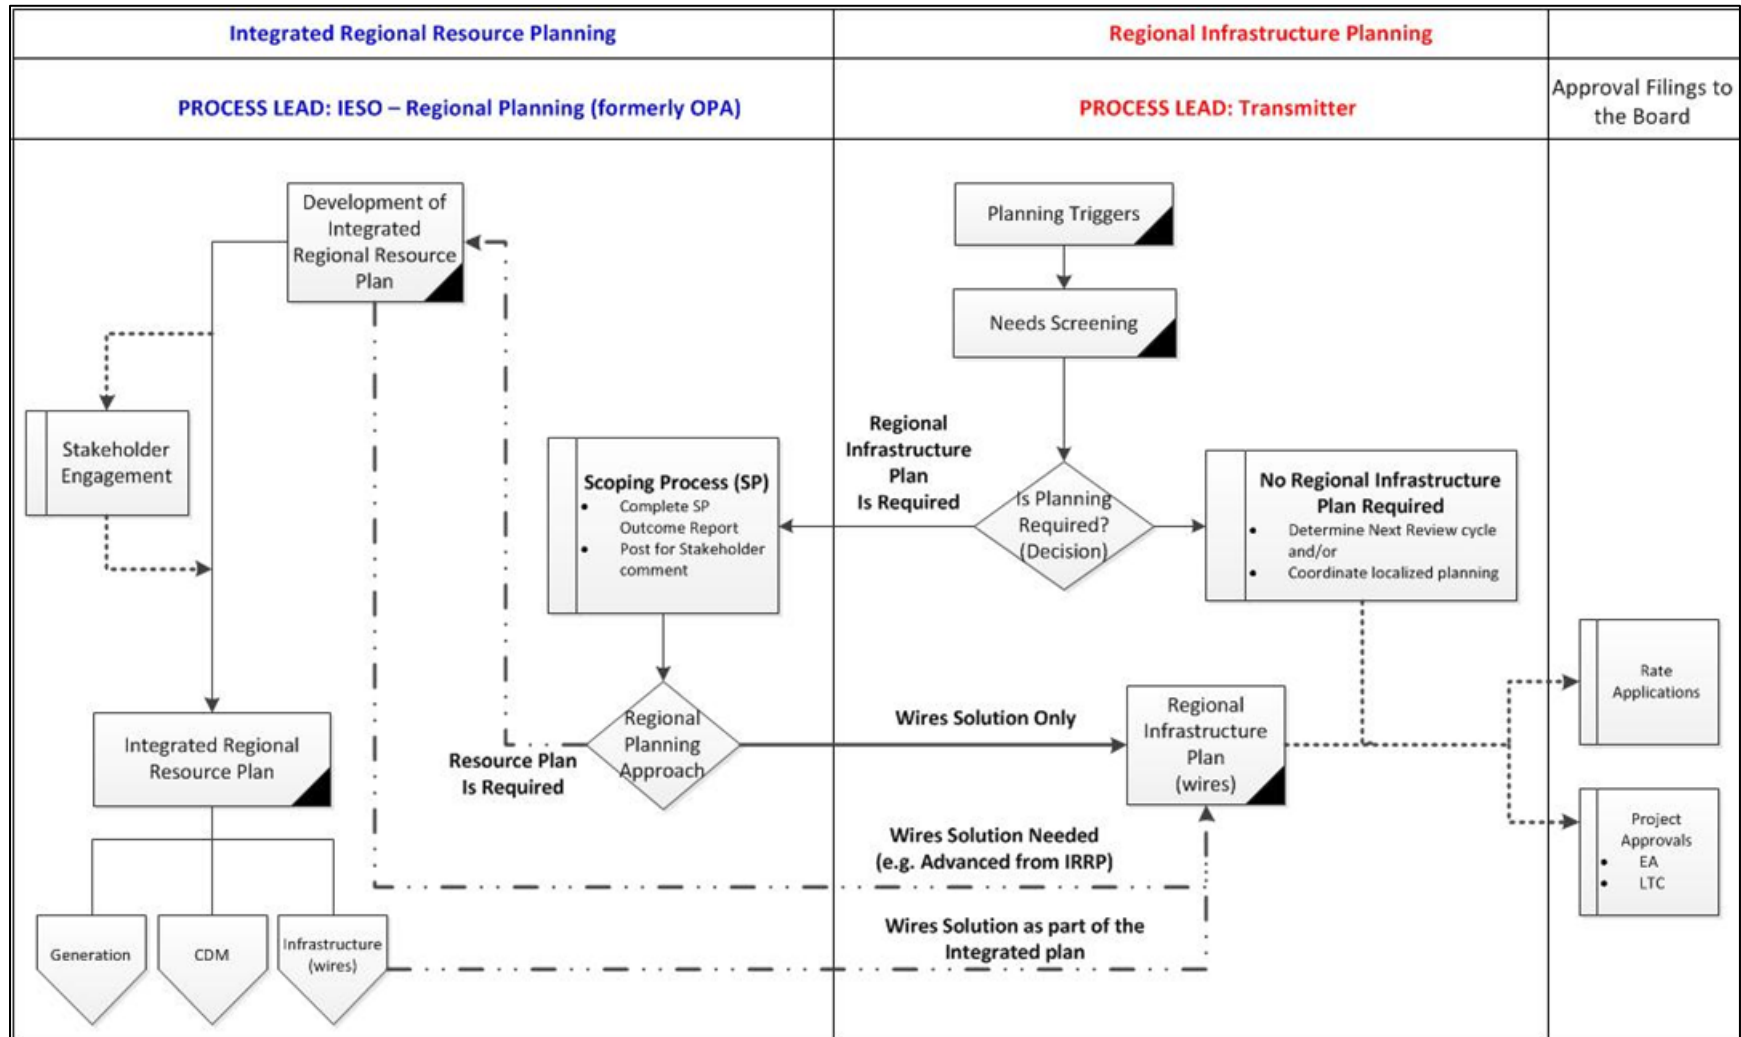 Integrated Regional Resource Planning
Regional Infrastructure Planning
PROCESS LEAD: IESO – Regional Planning (formerly OPA)
PROCESS LEAD: Transmitter
Approval Filings to
the Board
Development of
Integrated
Regional Resource
Plan
Stakeholder
Engagement
Integrated Regional
Resource Plan
Generation
CDM
Infrastructure
(wires)
Scoping Process (SP)
• Complete SP
Outcome Report
• Post for Stakeholder
comment
Regional
Planning
Approach
Resource Plan
Is Required
Planning Triggers
Needs Screening
Regional
Infrastructure
Plan
Is Required
Is Planning
Required?
(Decision)
No Regional Infrastructure
Plan Required
• Determine Next Review cycle
and/or
• Coordinate localized planning
Wires Solution Only
Regional
Infrastructure
Plan
(wires)
Wires Solution Needed
(e.g. Advanced from IRRP)
Wires Solution as part of the
Integrated plan
Rate
Applications
Project
Approvals
• EA
• LTC